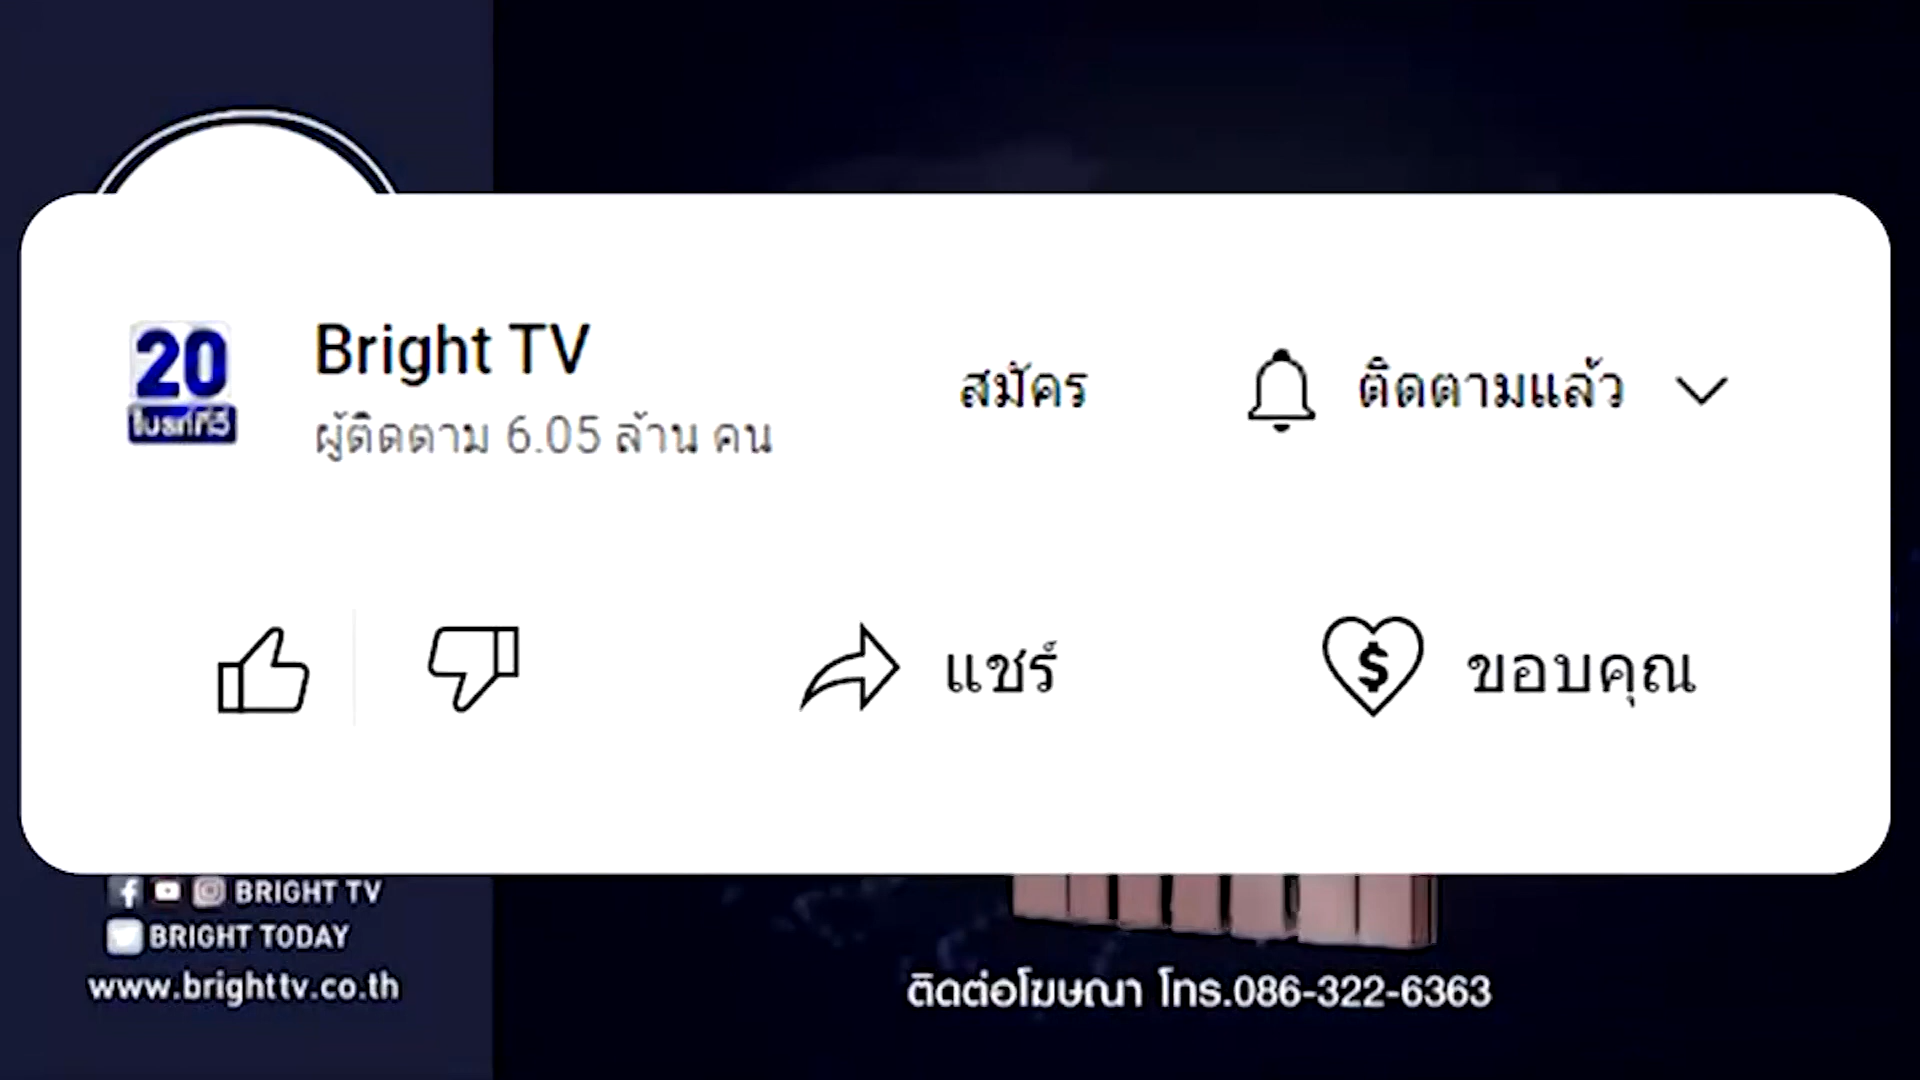 20
ไบรท์ทีวี
Bright TV
ผู้ติดตาม 6.05 ล้าน คน
สมัคร
ติดตามแล้ว
แชร์
$
ขอบคุณ
BRIGHT TV
BRIGHT TODAY
www.brighttv.co.th
ติดต่อโฆษณา โทร.086-322-6363